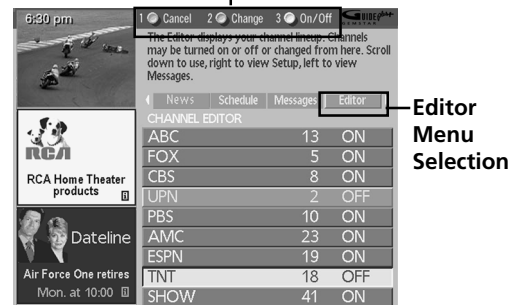 6:30 pm
1 Cancel 2 Change 3 On/Off
GUIDE Plus+
GEMSTAR
The Editor displays your channel lineup. Channels
may be turned on or off or changed from here. Scroll
down to use, right to view Setup, left to view
Messages.
News Schedule Messages Editor
Editor
Menu
Selection
CHANNEL EDITOR
ABC 13 ON
FOX 5 ON
CBS 8 ON
UPN 2 OFF
PBS 10 ON
AMC 23 ON
ESPN 19 ON
TNT 18 OFF
SHOW 41 ON
RCA
RCA Home Theater
products i
Dateline
Air Force One retires
Mon. at 10:00 i